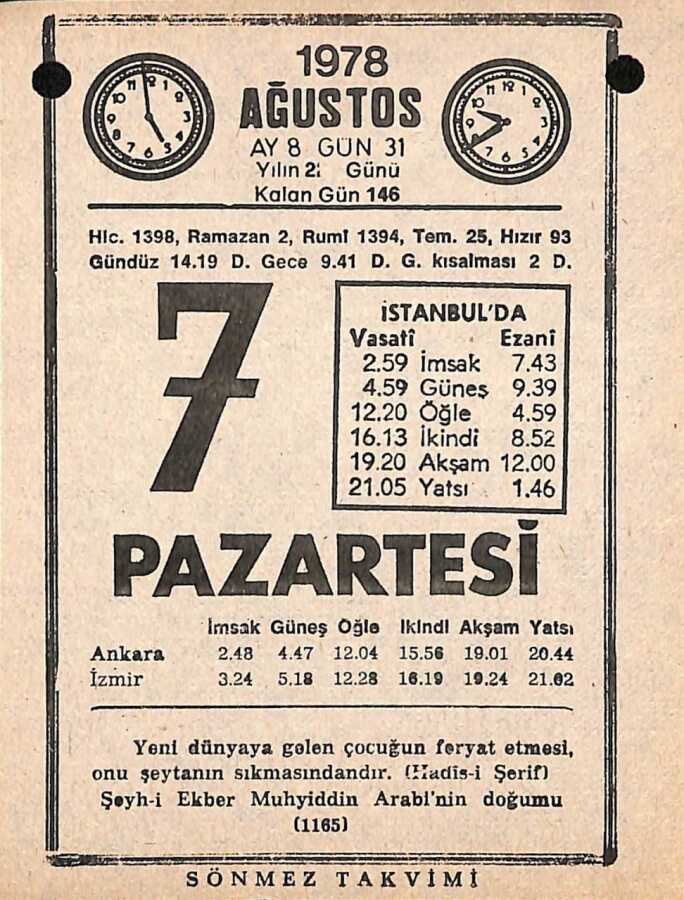 1978
AĞUSTOS
AY 8 GÜN 31
Yılın Günü
Kalan Gün 146
Hic. 1398, Ramazan 2, Rumî 1394, Tem. 25, Hızır 93
Gündüz 14.19 D. Gece 9.41 D. G. kısalması 2 D.
7
İSTANBUL'DA
Vasatî Ezanî
2.59 İmsak 7.43
4.59 Güneş 9.39
12.20 Öğle 4.59
16.13 İkindi 8.52
19.20 Akşam 12.00
21.05 Yatsı 1.46
PAZARTESİ
İmsak Güneş Öğle İkindi Akşam Yatsı
Ankara 2.48 4.47 12.04 15.56 19.01 20.44
İzmir 3.24 5.18 12.28 16.19 19.24 21.02
Yeni dünyaya gelen çocuğun feryat etmesi,
onu şeytanın sıkmasındandır. (Hadîs-i Şerif)
Şeyh-i Ekber Muhyiddin Arabî'nin doğumu
(1165)
SÖNMEZ TAKVİMİ